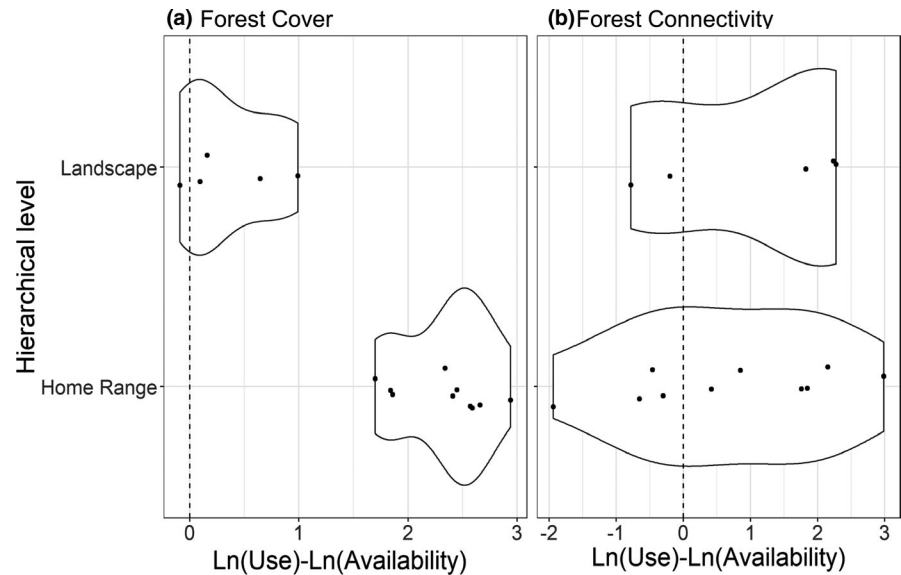 (a) Forest Cover
(b) Forest Connectivity
Hierarchical level
Landscape
Home Range
0 1 2 3
-2 -1 0 1 2 3
Ln(Use)-Ln(Availability)
Ln(Use)-Ln(Availability)